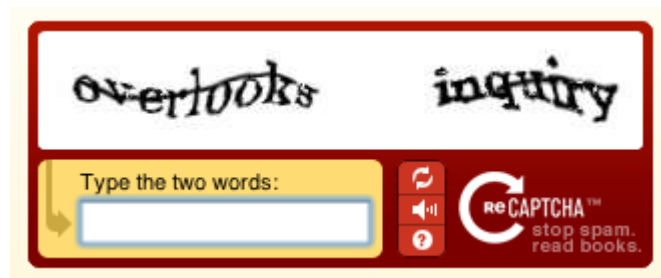 overlooks inquiry
Type the two words:
ReCAPTCHA™
stop spam.
read books.